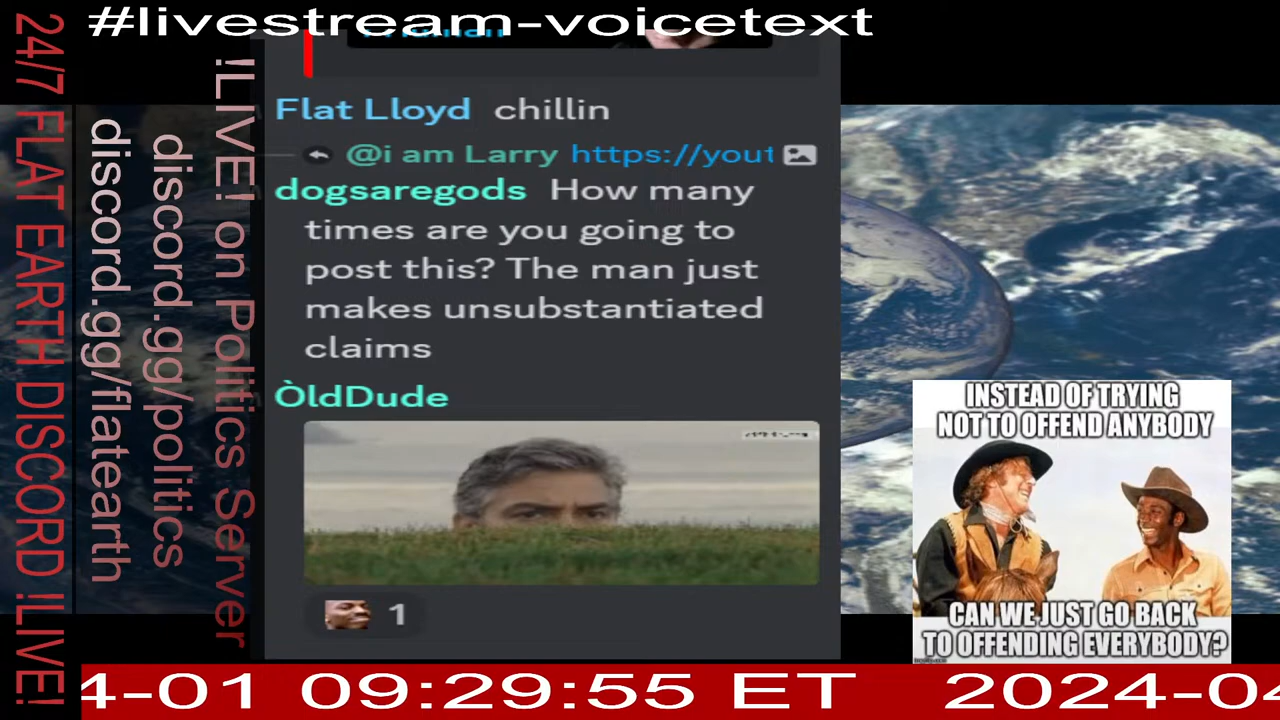 #livestream-voicetext
24/7 FLAT EARTH DISCORD !LIVE!
discord.gg/flatearth
discord.gg/politics
!LIVE! on Politics Server
Flat Lloyd chillin
@i am Larry https://yout
dogsaregods How many
times are you going to
post this? The man just
makes unsubstantiated
claims
ÒldDude
1
INSTEAD OF TRYING
NOT TO OFFEND ANYBODY
CAN WE JUST GO BACK
TO OFFENDING EVERYBODY?
4-01 09:29:55 ET 2024-04